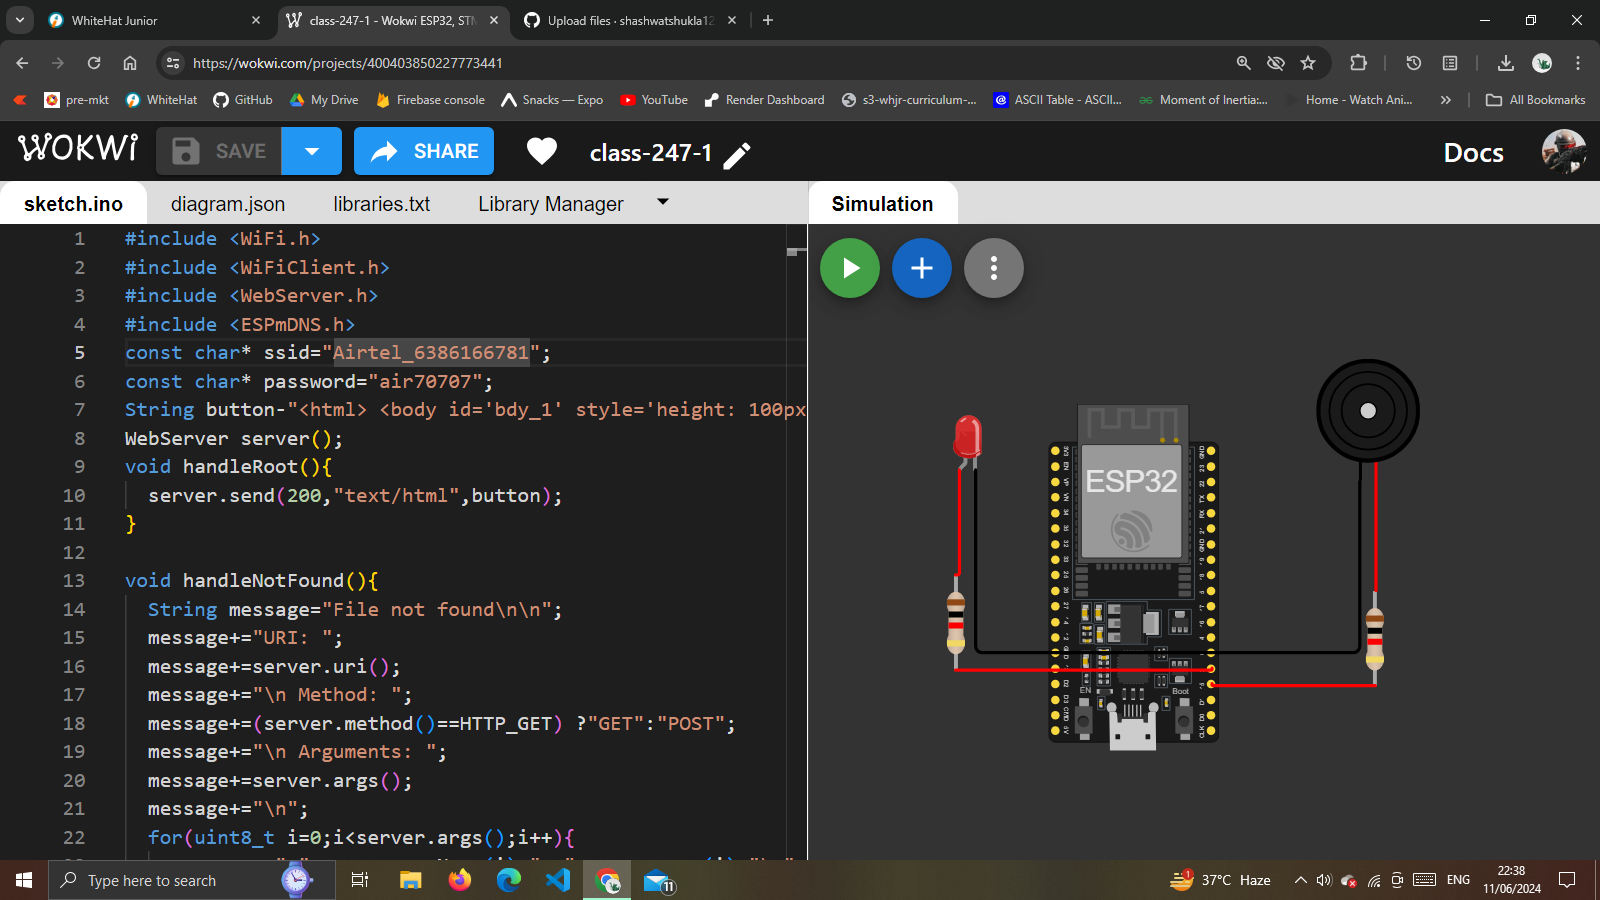 WhiteHat Junior
class-247-1 - Wokwi ESP32, STM
Upload files · shashwatshukla12
https://wokwi.com/projects/400403850227773441
pre-mkt
WhiteHat
GitHub
My Drive
Firebase console
Snacks — Expo
YouTube
Render Dashboard
s3-whjr-curriculum-...
ASCII Table - ASCII...
Moment of Inertia:...
Home - Watch Ani...
All Bookmarks
WOKWi
SAVE
SHARE
class-247-1
Docs
sketch.ino
diagram.json
libraries.txt
Library Manager
Simulation
1 #include <WiFi.h>
2 #include <WiFiClient.h>
3 #include <WebServer.h>
4 #include <ESPmDNS.h>
5 const char* ssid="Airtel_6386166781";
6 const char* password="air70707";
7 String button-"<html> <body id='bdy_1' style='height: 100px
8 WebServer server();
9 void handleRoot(){
10 server.send(200,"text/html",button);
11 }
12
13 void handleNotFound(){
14 String message="File not found\n\n";
15 message+="URI: ";
16 message+=server.uri();
17 message+="\n Method: ";
18 message+=(server.method()==HTTP_GET) ?"GET":"POST";
19 message+="\n Arguments: ";
20 message+=server.args();
21 message+="\n";
22 for(uint8_t i=0;i<server.args();i++){
ESP32
EN
Boot
Type here to search
11
1
37°C Haze
ENG
22:38
11/06/2024